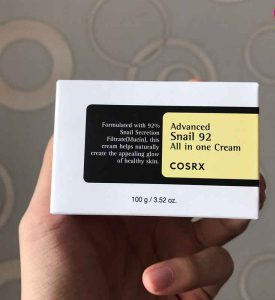 Formulated with 92%
Snail Secretion
Filtrate(Mucin), this
cream helps naturally
create the appealing glow
of healthy skin.
Advanced
Snail 92
All in one Cream
COSRX
100 g / 3.52 oz.